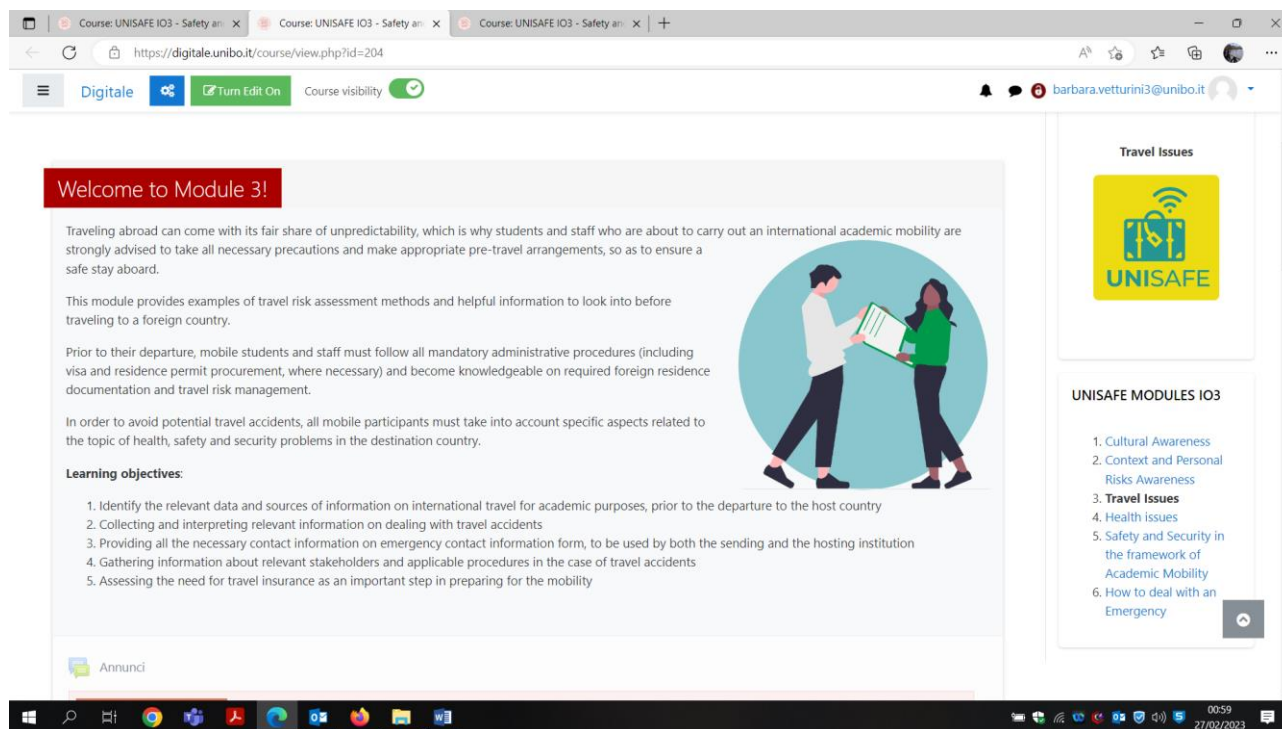 Course: UNISAFE IO3 - Safety an
Course: UNISAFE IO3 - Safety an
Course: UNISAFE IO3 - Safety an
https://digitale.unibo.it/course/view.php?id=204
Digitale
Turn Edit On
Course visibility
barbara.vetturini3@unibo.it
Welcome to Module 3!
Traveling abroad can come with its fair share of unpredictability, which is why students and staff who are about to carry out an international academic mobility are
strongly advised to take all necessary precautions and make appropriate pre-travel arrangements, so as to ensure a
safe stay aboard.
This module provides examples of travel risk assessment methods and helpful information to look into before
traveling to a foreign country.
Prior to their departure, mobile students and staff must follow all mandatory administrative procedures (including
visa and residence permit procurement, where necessary) and become knowledgeable on required foreign residence
documentation and travel risk management.
In order to avoid potential travel accidents, all mobile participants must take into account specific aspects related to
the topic of health, safety and security problems in the destination country.
Learning objectives:
1. Identify the relevant data and sources of information on international travel for academic purposes, prior to the departure to the host country
2. Collecting and interpreting relevant information on dealing with travel accidents
3. Providing all the necessary contact information on emergency contact information form, to be used by both the sending and the hosting institution
4. Gathering information about relevant stakeholders and applicable procedures in the case of travel accidents
5. Assessing the need for travel insurance as an important step in preparing for the mobility
Annunci
Travel Issues
UNISAFE
UNISAFE MODULES IO3
1. Cultural Awareness
2. Context and Personal
Risks Awareness
3. Travel Issues
4. Health issues
5. Safety and Security in
the framework of
Academic Mobility
6. How to deal with an
Emergency
00:59
27/02/2023